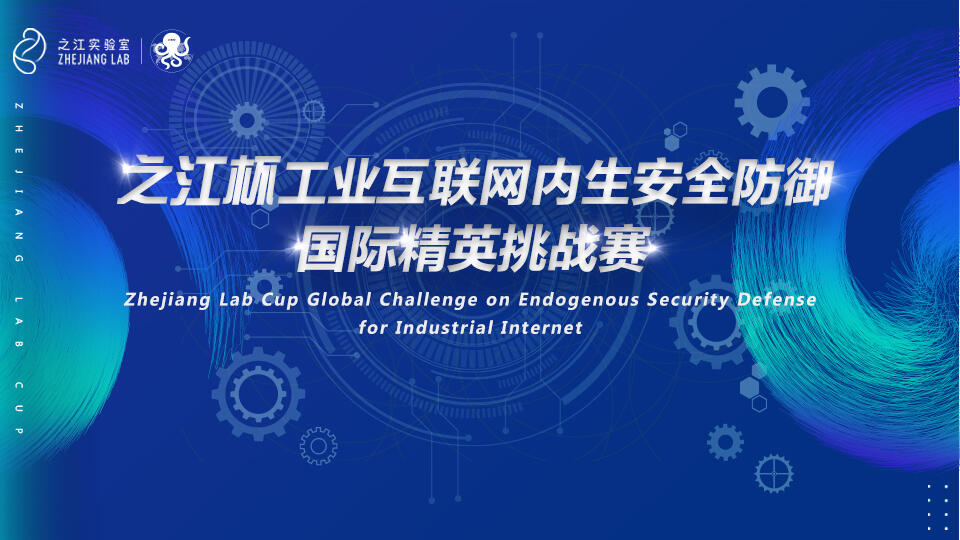 之江实验室
ZHEJIANG LAB
ZHEJIANG LAB CUP
之江杯工业互联网内生安全防御
国际精英挑战赛
Zhejiang Lab Cup Global Challenge on Endogenous Security Defense
for Industrial Internet